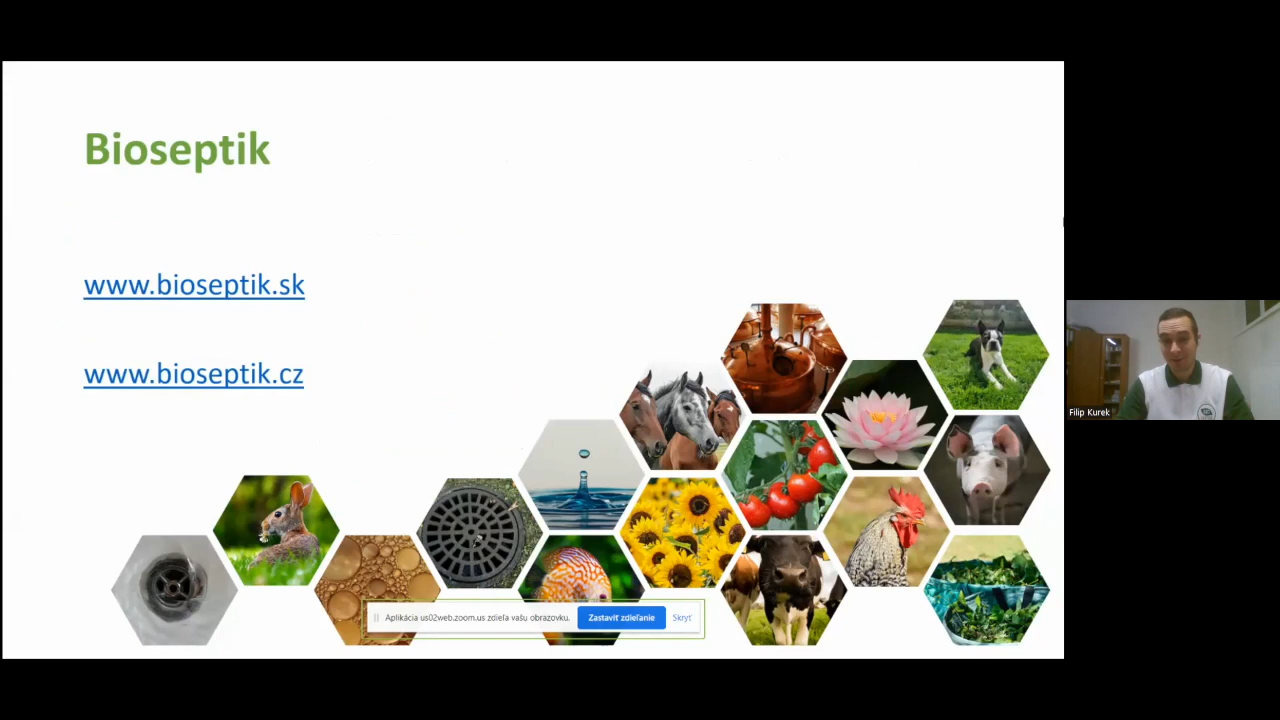 Bioseptik
www.bioseptik.sk
www.bioseptik.cz
Aplikácia us02web.zoom.us zdieľa vašu obrazovku. Zastaviť zdieľanie Skryť
Filip Kurek